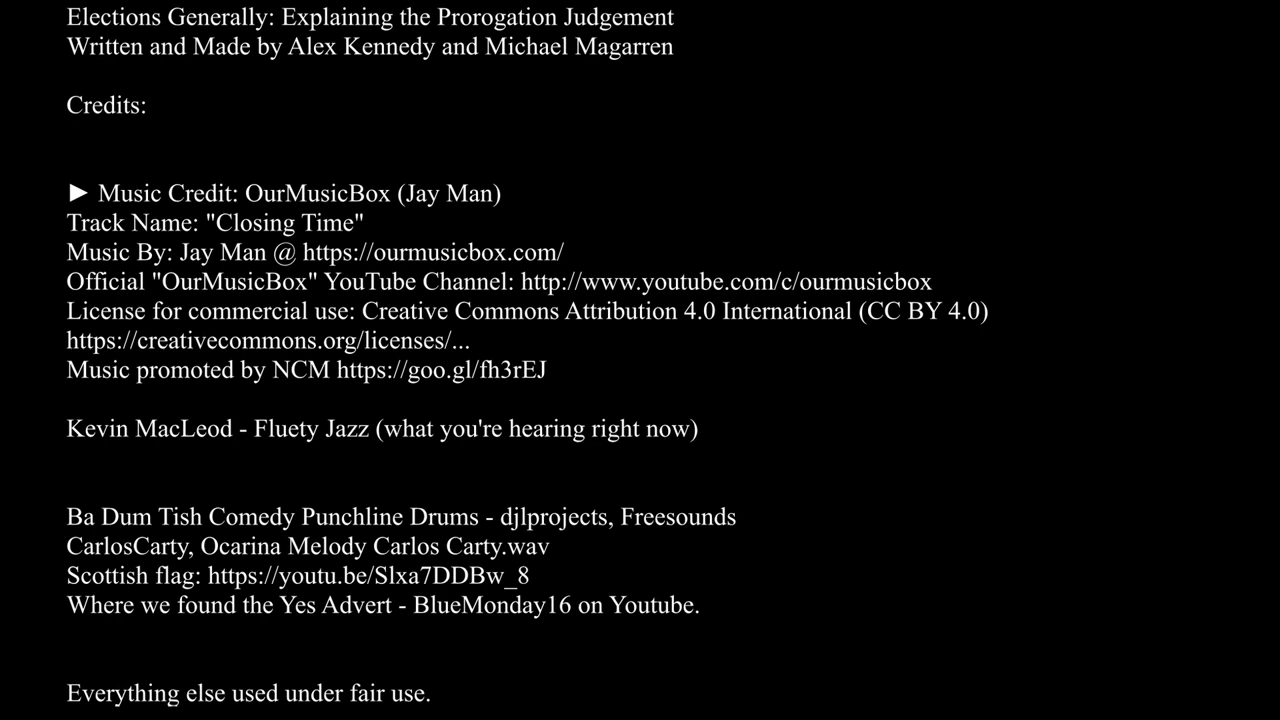 Elections Generally: Explaining the Prorogation Judgement
Written and Made by Alex Kennedy and Michael Magarren
Credits:
► Music Credit: OurMusicBox (Jay Man)
Track Name: "Closing Time"
Music By: Jay Man @ https://ourmusicbox.com/
Official "OurMusicBox" YouTube Channel: http://www.youtube.com/c/ourmusicbox
License for commercial use: Creative Commons Attribution 4.0 International (CC BY 4.0)
https://creativecommons.org/licenses/...
Music promoted by NCM https://goo.gl/fh3rEJ
Kevin MacLeod - Fluety Jazz (what you're hearing right now)
Ba Dum Tish Comedy Punchline Drums - djlprojects, Freesounds
CarlosCarty, Ocarina Melody Carlos Carty.wav
Scottish flag: https://youtu.be/Slxa7DDBw_8
Where we found the Yes Advert - BlueMonday16 on Youtube.
Everything else used under fair use.